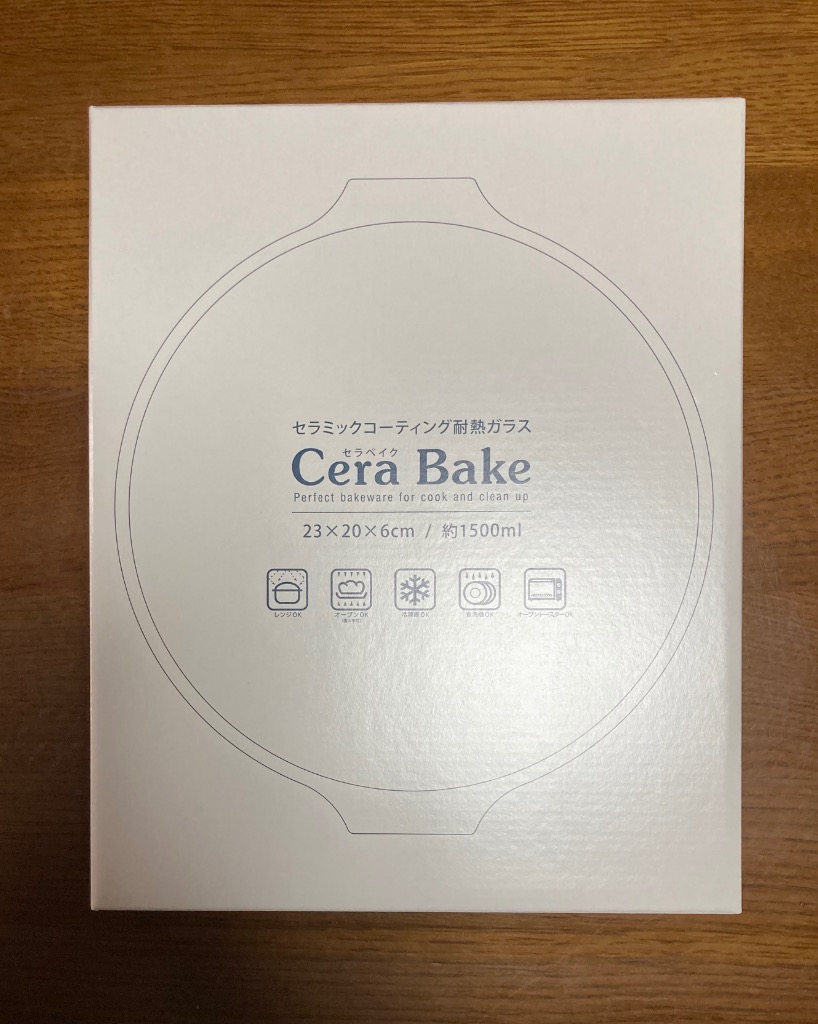 セラミックコーティング耐熱ガラス
セラベイク
Cera Bake
Perfect bakeware for cook and clean up
23×20×6cm / 約1500ml
レンジOK オーブンOK 冷凍庫OK 食洗機OK オーブントースターOK